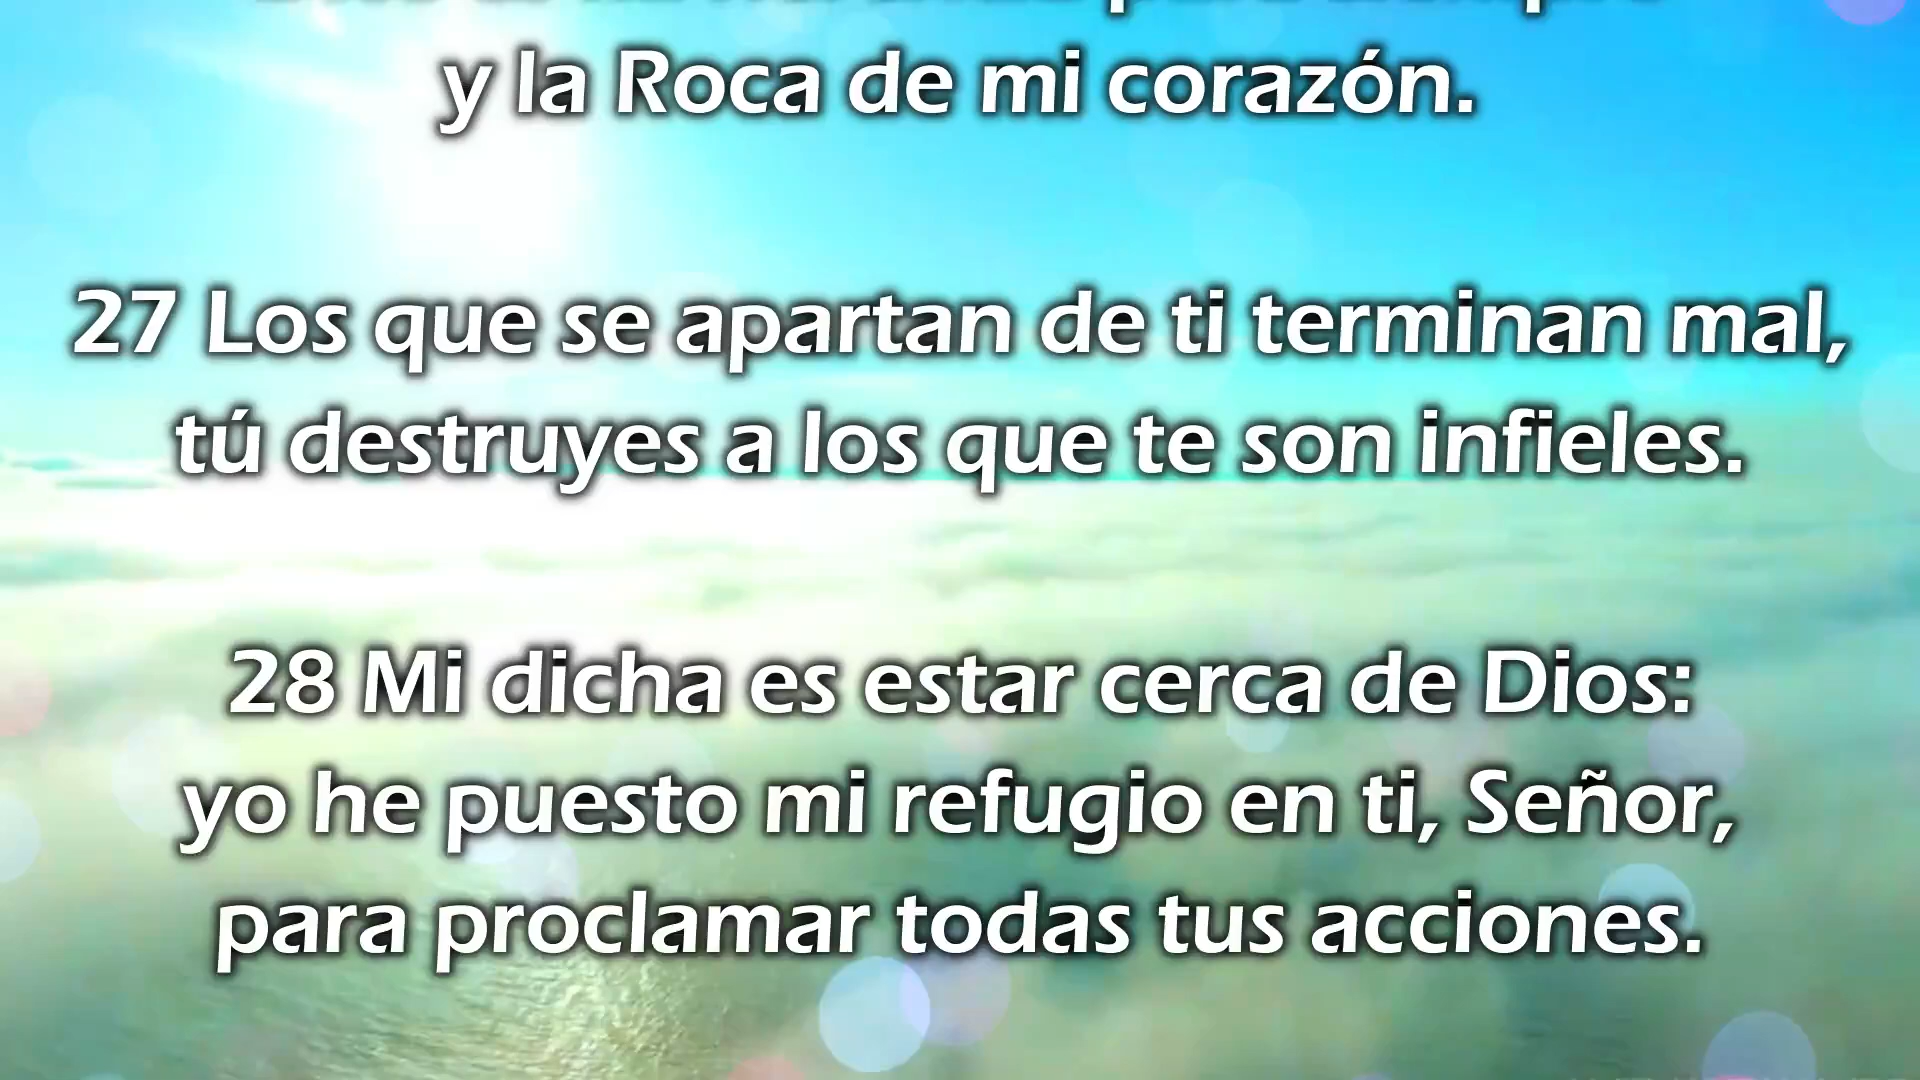 y la Roca de mi corazón.
27 Los que se apartan de ti terminan mal,
tú destruyes a los que te son infieles.
28 Mi dicha es estar cerca de Dios:
yo he puesto mi refugio en ti, Señor,
para proclamar todas tus acciones.